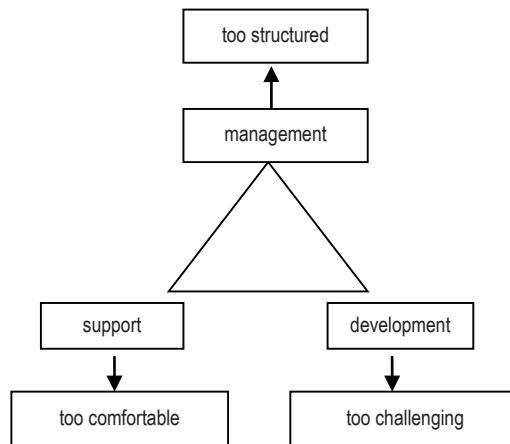 too structured
management
support
development
too comfortable
too challenging